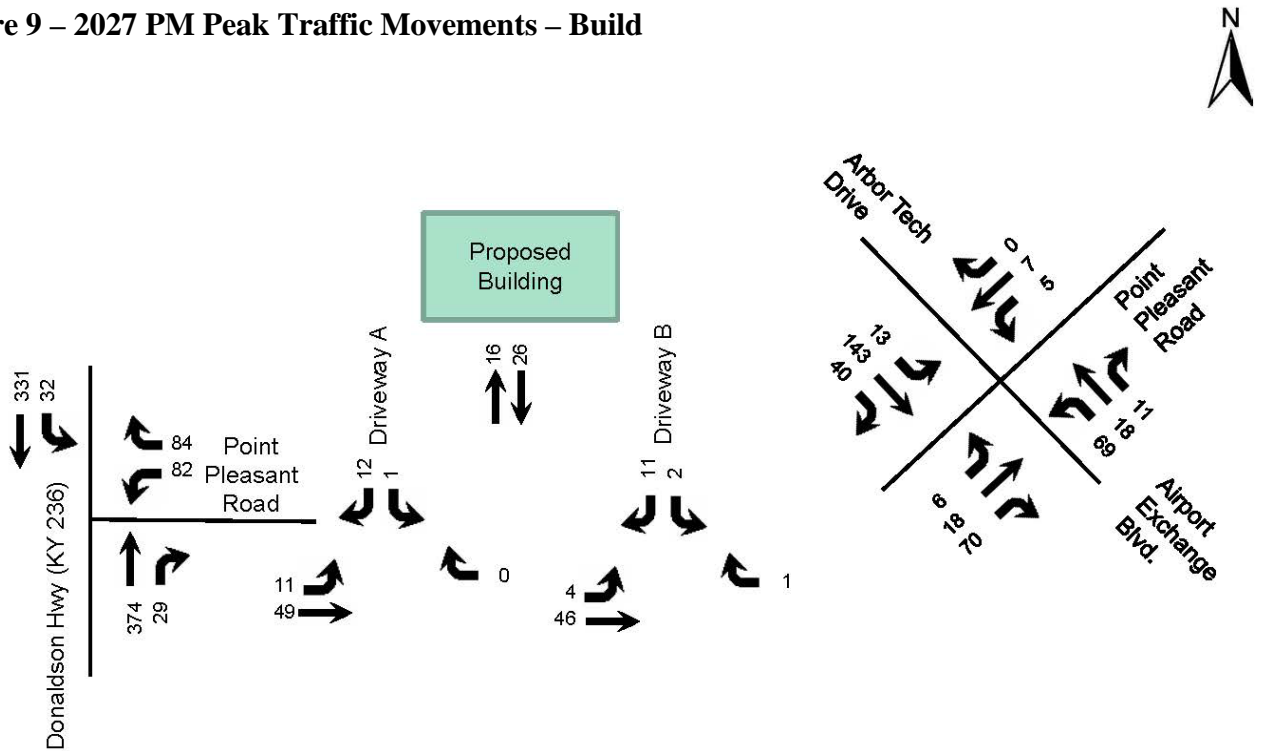 re 9 – 2027 PM Peak Traffic Movements – Build
N
Arbor Tech
Drive
0
7
5
Point
Pleasant
Road
13
143
40
11
18
69
6
18
70
Airport
Exchange
Blvd.
Proposed
Building
16
26
Driveway A
Driveway B
331
32
84
82
Point
Pleasant
Road
12
1
11
2
Donaldson Hwy (KY 236)
374
29
11
49
0
4
46
1